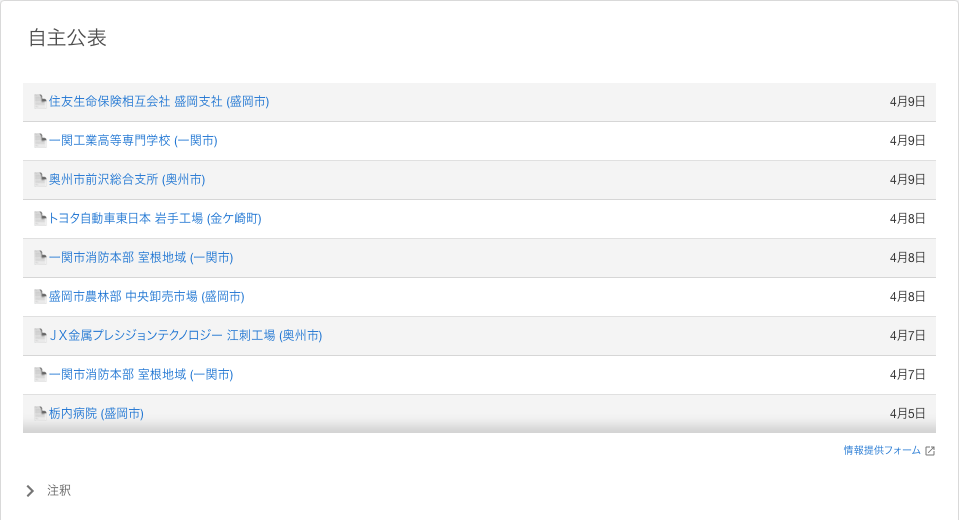 自主公表
住友生命保険相互会社 盛岡支社 (盛岡市) 4月9日
一関工業高等専門学校 (一関市) 4月9日
奥州市前沢総合支所 (奥州市) 4月9日
トヨタ自動車東日本 岩手工場 (金ケ崎町) 4月8日
一関市消防本部 室根地域 (一関市) 4月8日
盛岡市農林部 中央卸売市場 (盛岡市) 4月8日
JX金属プレシジョンテクノロジー 江刺工場 (奥州市) 4月7日
一関市消防本部 室根地域 (一関市) 4月7日
栃内病院 (盛岡市) 4月5日
情報提供フォーム
注釈